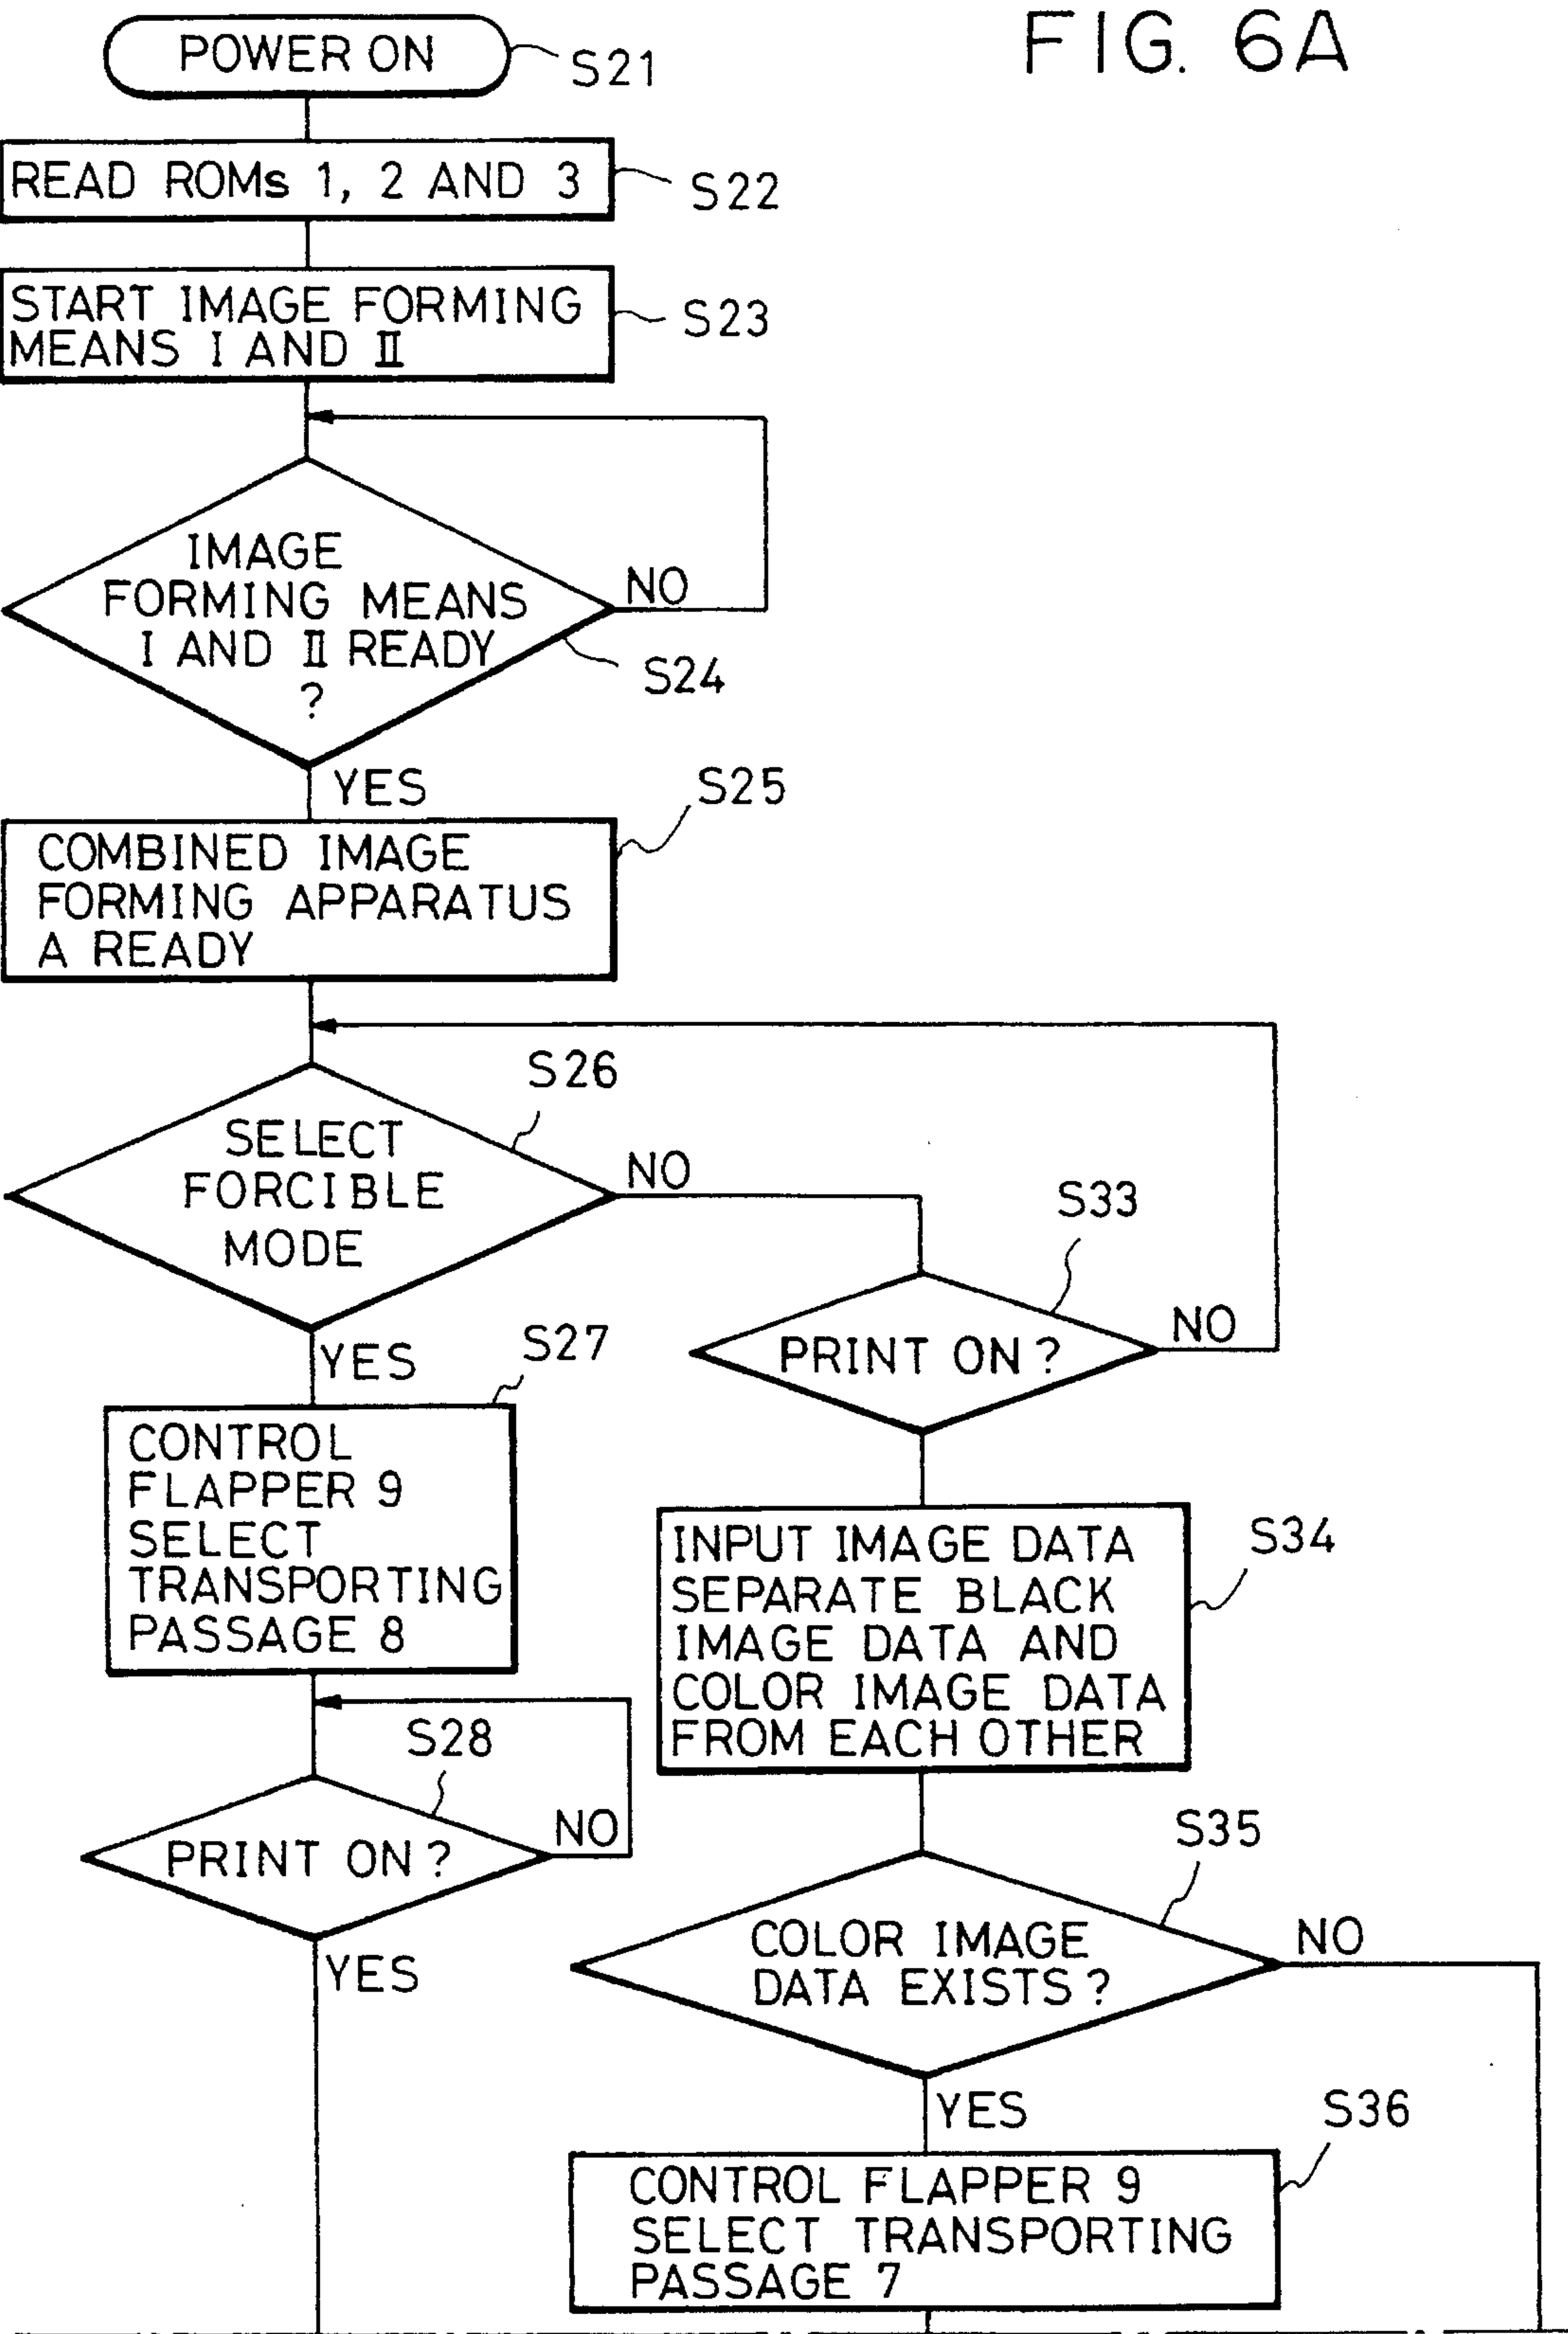 FIG. 6A
POWER ON
S21
READ ROMs 1, 2 AND 3
S22
START IMAGE FORMING
MEANS I AND II
S23
IMAGE
FORMING MEANS
I AND II READY
?
NO
S24
YES
S25
COMBINED IMAGE
FORMING APPARATUS
A READY
S26
SELECT
FORCIBLE
MODE
NO
YES
S27
CONTROL
FLAPPER 9
SELECT
TRANSPORTING
PASSAGE 8
S28
PRINT ON?
NO
YES
S33
PRINT ON?
NO
S34
INPUT IMAGE DATA
SEPARATE BLACK
IMAGE DATA AND
COLOR IMAGE DATA
FROM EACH OTHER
S35
COLOR IMAGE
DATA EXISTS?
NO
YES
S36
CONTROL FLAPPER 9
SELECT TRANSPORTING
PASSAGE 7